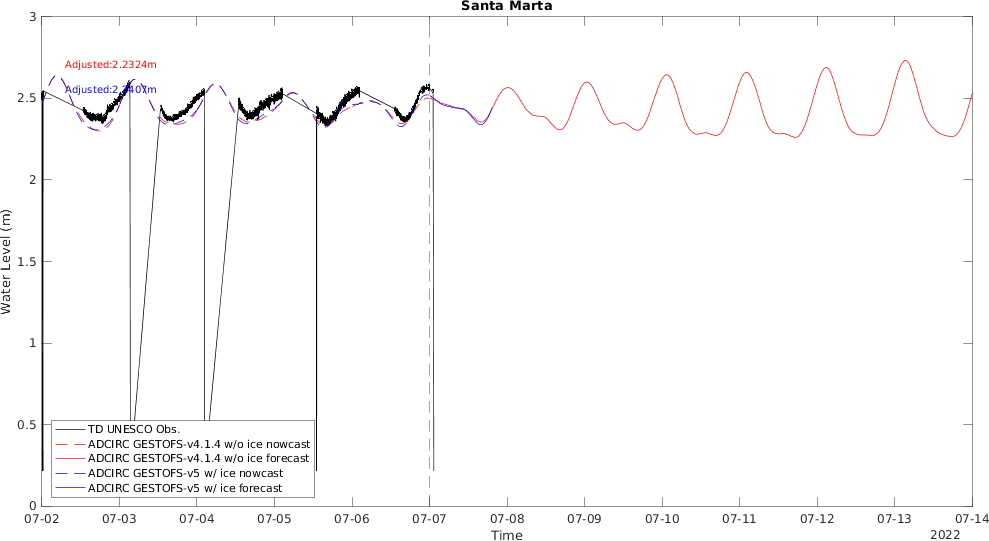 Santa Marta
Adjusted:2.2324m
Adjusted:2.2407m
3
2.5
2
1.5
1
0.5
0
Water Level (m)
TD UNESCO Obs.
ADCIRC GESTOFS-v4.1.4 w/o ice nowcast
ADCIRC GESTOFS-v4.1.4 w/o ice forecast
ADCIRC GESTOFS-v5 w/ ice nowcast
ADCIRC GESTOFS-v5 w/ ice forecast
07-02 07-03 07-04 07-05 07-06 07-07 07-08 07-09 07-10 07-11 07-12 07-13 07-14
Time
2022